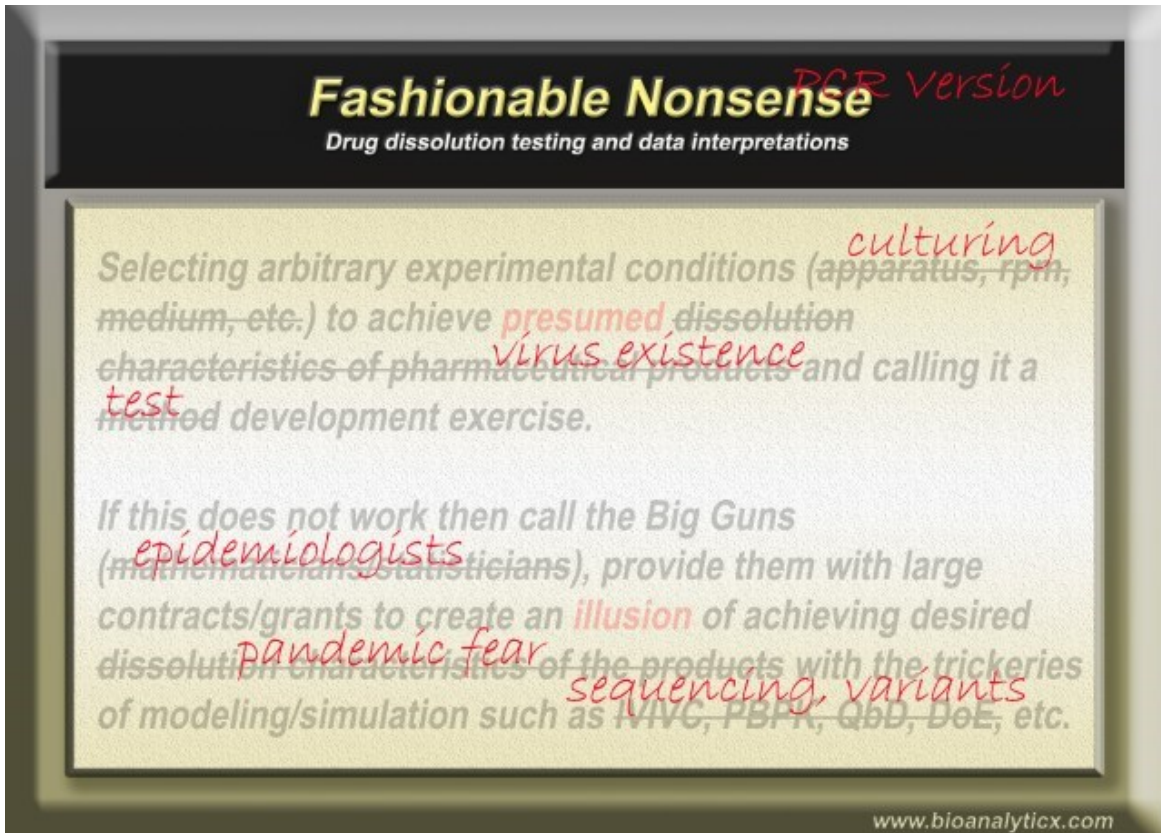 Fashionable Nonsense PCR Version
Drug dissolution testing and data interpretations
culturing
Selecting arbirary experimental conditions (apparatus, rpm,
medium, etc.) to achieve presumed dissolution
virus existence
characteristics of pharmaceutical products and calling it a
test
method development exercise.
If this does not work then call the Big Guns
epidemiologists
(mathematicians/statisticians), provide them with large
contracts/grants to create an illusion of achieving desired
pandemic fear
dissolution characteristics of the products with the trickeries
sequencing, variants
of modeling/simulation such as IVIVC, PBPK, QbD, DoE, etc.
www.bioanalyticx.com